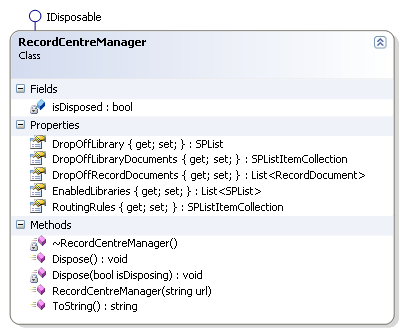 IDisposable
RecordCentreManager
Class
Fields
isDisposed : bool
Properties
DropOffLibrary { get; set; } : SPList
DropOffLibraryDocuments { get; set; } : SPListItemCollection
DropOffRecordDocuments { get; set; } : List<RecordDocument>
EnabledLibraries { get; set; } : List<SPList>
RoutingRules { get; set; } : SPListItemCollection
Methods
~RecordCentreManager()
Dispose() : void
Dispose(bool isDisposing) : void
RecordCentreManager(string url)
ToString() : string